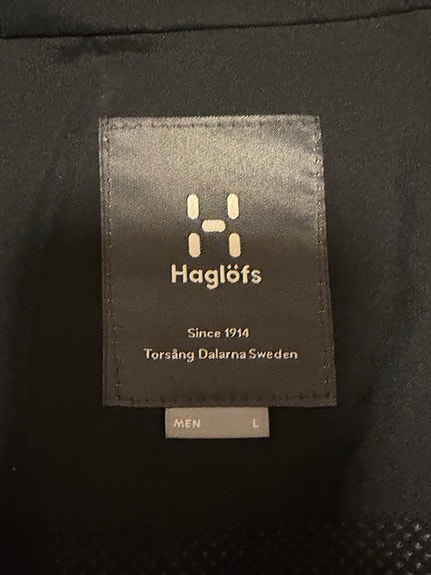 Haglöfs
Since 1914
Torsång Dalarna Sweden
MEN L